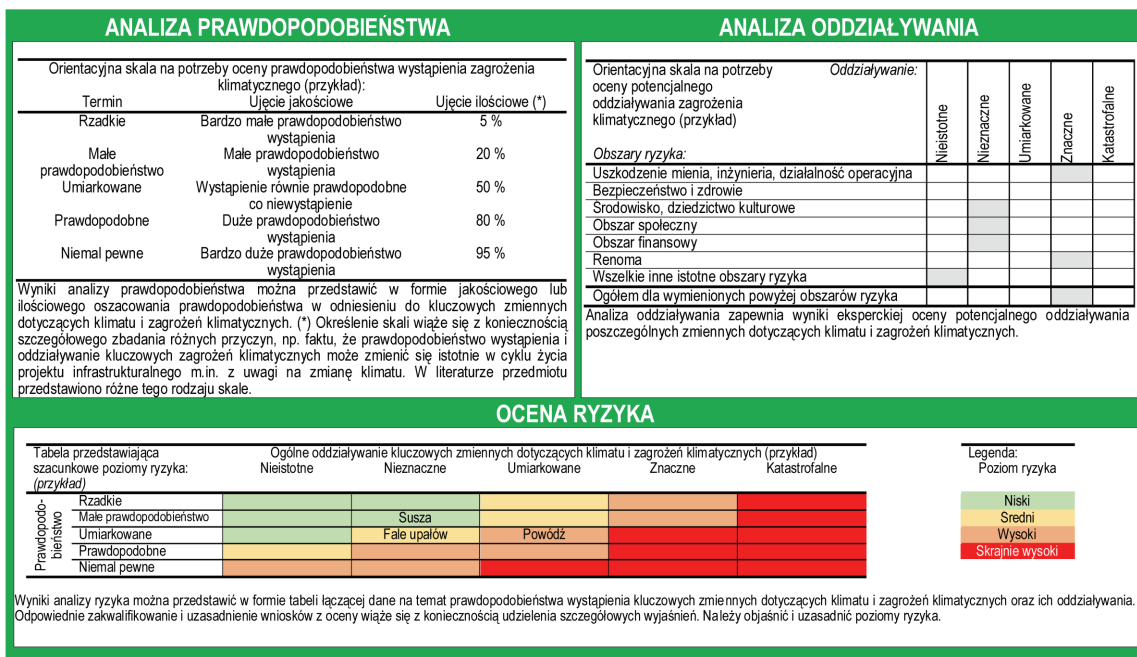 ANALIZA PRAWDOPODOBIEŃSTWA
Orientacyjna skala na potrzeby oceny prawdopodobieństwa wystąpienia zagrożenia
klimatycznego (przykład):
Termin Ujęcie jakościowe Ujęcie ilościowe (*)
Rzadkie Bardzo małe prawdopodobieństwo wystąpienia 5 %
Małe prawdopodobieństwo Małe prawdopodobieństwo wystąpienia 20 %
Umiarkowane Wystąpienie równie prawdopodobne co niewystąpienie 50 %
Prawdopodobne Duże prawdopodobieństwo wystąpienia 80 %
Niemal pewne Bardzo duże prawdopodobieństwo wystąpienia 95 %
Wyniki analizy prawdopodobieństwa można przedstawić w formie jakościowego lub
ilościowego oszacowania prawdopodobieństwa w odniesieniu do kluczowych zmiennych
dotyczących klimatu i zagrożeń klimatycznych. (*) Określenie skali wiąże się z koniecznością
szczegółowego zbadania różnych przyczyn, np. faktu, że prawdopodobieństwo wystąpienia i
oddziaływanie kluczowych zagrożeń klimatycznych może zmienić się istotnie w cyklu życia
projektu infrastrukturalnego m.in. z uwagi na zmianę klimatu. W literaturze przedmiotu
przedstawiono różne tego rodzaju skale.
ANALIZA ODDZIAŁYWANIA
Orientacyjna skala na potrzeby
oceny potencjalnego
oddziaływania zagrożenia
klimatycznego (przykład)
Oddziaływanie:
Nieistotne
Nieznaczne
Umiarkowane
Znaczne
Katastrofalne
Obszary ryzyka:
Uszkodzenie mienia, inżynieria, działalność operacyjna
Bezpieczeństwo i zdrowie
Środowisko, dziedzictwo kulturowe
Obszar społeczny
Obszar finansowy
Renoma
Wszelkie inne istotne obszary ryzyka
Ogółem dla wymienionych powyżej obszarów ryzyka
Analiza oddziaływania zapewnia wyniki eksperckiej oceny potencjalnego oddziaływania
poszczególnych zmiennych dotyczących klimatu i zagrożeń klimatycznych.
OCENA RYZYKA
Tabela przedstawiająca
szacunkowe poziomy ryzyka:
(przykład)
Ogólne oddziaływanie kluczowych zmiennych dotyczących klimatu i zagrożeń klimatycznych (przykład)
Nieistotne Nieznaczne Umiarkowane Znaczne Katastrofalne
Prawdopodo-
bieństwo
Rzadkie
Małe prawdopodobieństwo Susza
Umiarkowane Fale upałów Powódź
Prawdopodobne
Niemal pewne
Legenda:
Poziom ryzyka
Niski
Sredni
Wysoki
Skrajnie wysoki
Wyniki analizy ryzyka można przedstawić w formie tabeli łączącej dane na temat prawdopodobieństwa wystąpienia kluczowych zmiennych dotyczących klimatu i zagrożeń klimatycznych oraz ich oddziaływania.
Odpowiednie zakwalifikowanie i uzasadnienie wniosków z oceny wiąże się z koniecznością udzielenia szczegółowych wyjaśnień. Należy objaśnić i uzasadnić poziomy ryzyka.